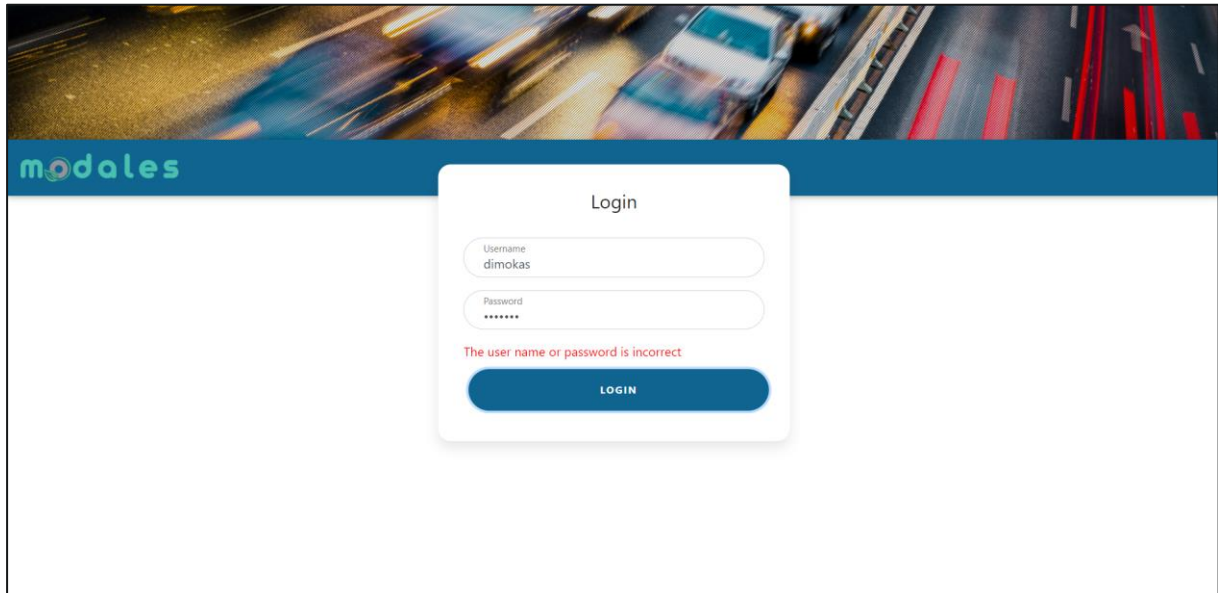 modales
Login
Username
dimokas
Password
•••••••
The user name or password is incorrect
LOGIN